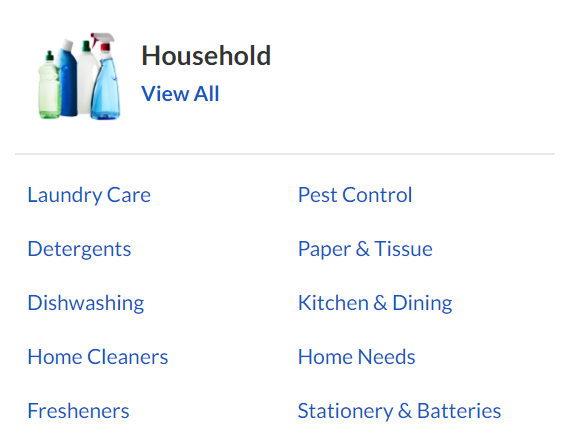 Household
View All
Laundry Care
Pest Control
Detergents
Paper & Tissue
Dishwashing
Kitchen & Dining
Home Cleaners
Home Needs
Fresheners
Stationery & Batteries